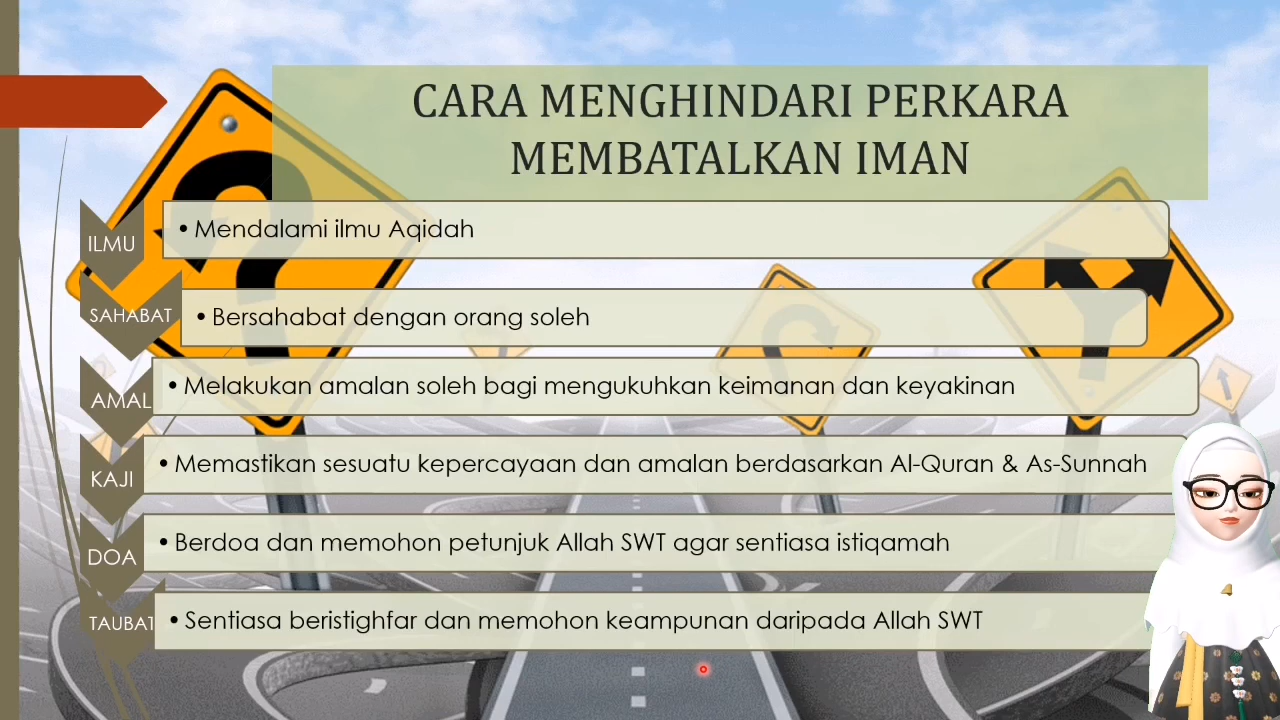 CARA MENGHINDARI PERKARA
MEMBATALKAN IMAN
ILMU
• Mendalami ilmu Aqidah
SAHABAT
• Bersahabat dengan orang soleh
AMAL
• Melakukan amalan soleh bagi mengukuhkan keimanan dan keyakinan
KAJI
• Memastikan sesuatu kepercayaan dan amalan berdasarkan Al-Quran & As-Sunnah
DOA
• Berdoa dan memohon petunjuk Allah SWT agar sentiasa istiqamah
TAUBAT
• Sentiasa beristighfar dan memohon keampunan daripada Allah SWT